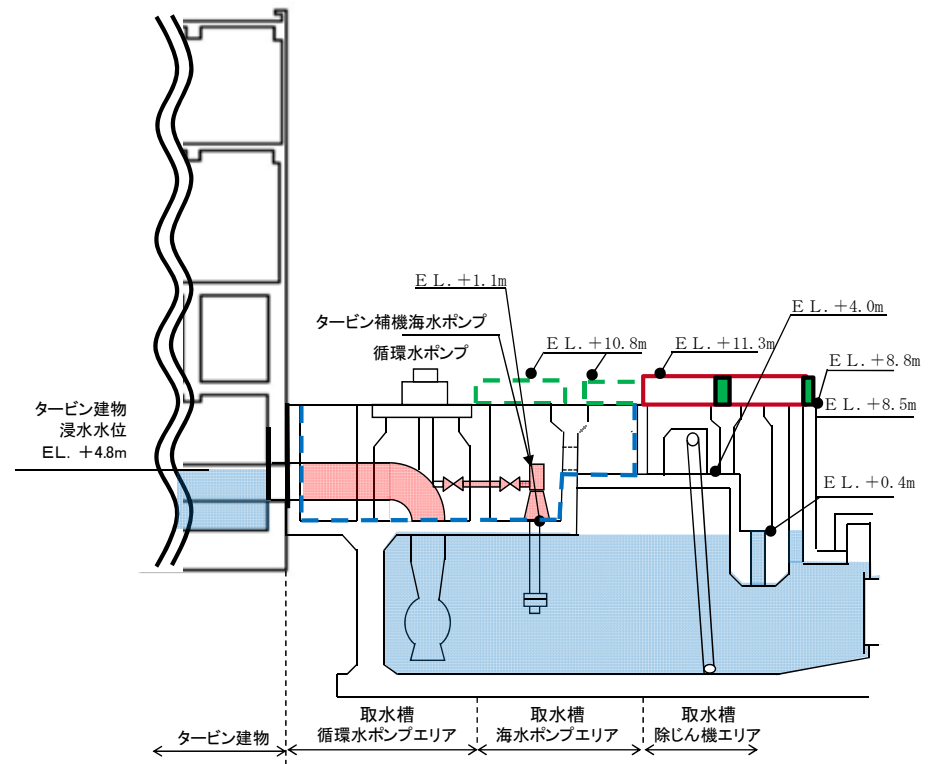 EL.+1.1m
タービン補機海水ポンプ
循環水ポンプ
EL.+10.8m
EL.+11.3m
EL.+4.0m
EL.+8.8m
EL.+8.5m
タービン建物
浸水水位
EL. +4.8m
EL.+0.4m
タービン建物
取水槽
循環水ポンプエリア
取水槽
海水ポンプエリア
取水槽
除じん機エリア